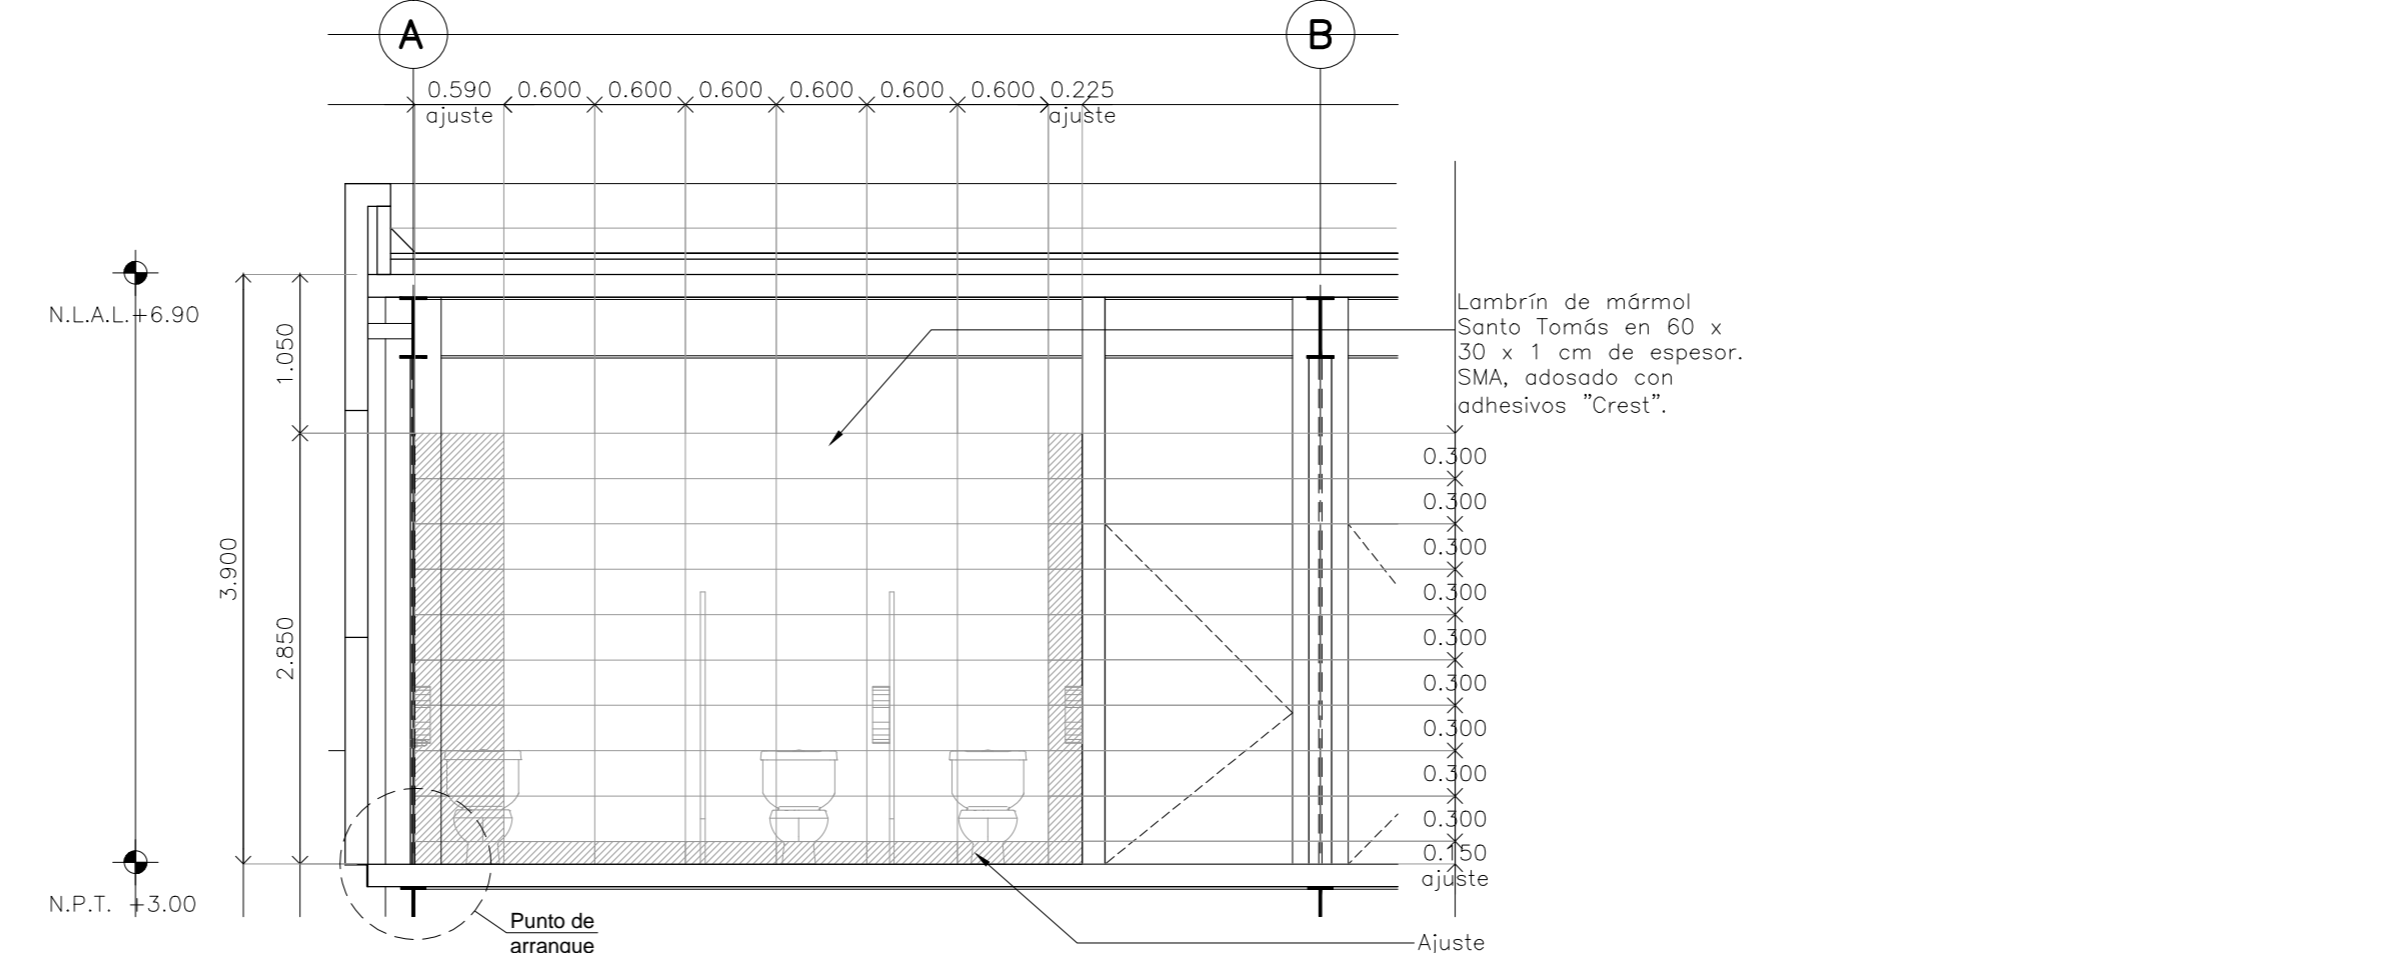 A B
0.590 0.600 0.600 0.600 0.600 0.600 0.600 0.225
ajuste ajuste
N.L.A.L.+6.90
1.050
3.900
2.850
N.P.T. +3.00
Lambrín de mármol
Santo Tomás en 60 x
30 x 1 cm de espesor.
SMA, adosado con
adhesivos "Crest".
0.300
0.300
0.300
0.300
0.300
0.300
0.300
0.300
0.300
0.150
ajuste
Punto de
arranque
Ajuste